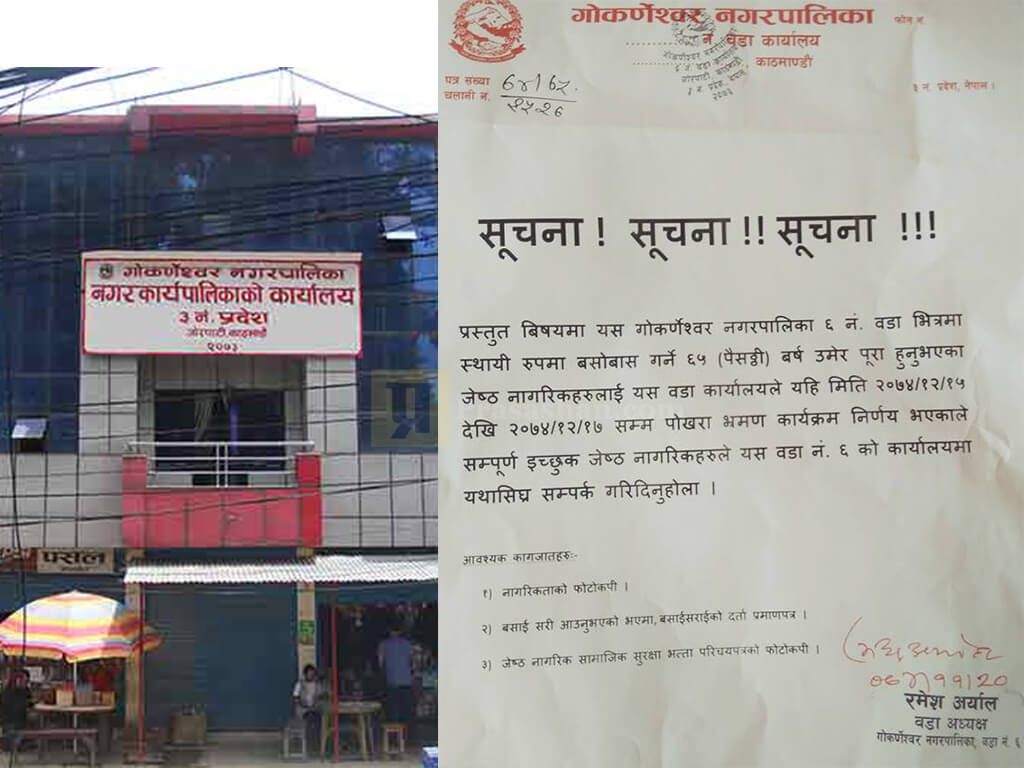 गोकर्णेश्वर नगरपालिका
नगर कार्यपालिकाको कार्यालय
३ नं. प्रदेश
जोरपाटी, काठमाडौं
२०७३
पसल
गोकर्णेश्वर नगरपालिका
फोन नं.
नं वडा कार्यालय
काठमाण्डौ
३ नं. प्रदेश, नेपाल ।
पत्र संख्या
चलानी नं.
सूचना ! सूचना !! सूचना !!!
प्रस्तुत बिषयमा यस गोकर्णेश्वर नगरपालिका ६ नं. वडा भित्रमा
स्थायी रुपमा बसोबास गर्ने ६५ (पैसठ्ठी) बर्ष उमेर पूरा हुनुभएका
जेष्ठ नागरिकहरुलाई यस वडा कार्यालयले यहि मिति २०७४/१२/१५
देखि २०७४/१२/१७ सम्म पोखरा भ्रमण कार्यक्रम निर्णय भएकाले
सम्पूर्ण इच्छुक जेष्ठ नागरिकहरुले यस वडा नं. ६ को कार्यालयमा
यथासिघ्र सम्पर्क गरिदिनुहोला ।
आवश्यक कागजातहरुः-
१) नागरिकताको फोटोकपी ।
२) बसाई सरी आउनुभएको भएमा, बसाईसराईको दर्ता प्रमाणपत्र ।
३) जेष्ठ नागरिक सामाजिक सुरक्षा भत्ता परिचयपत्रको फोटोकपी ।
रमेश अर्याल
वडा अध्यक्ष
गोकर्णेश्वर नगरपालिका, वडा नं. ६